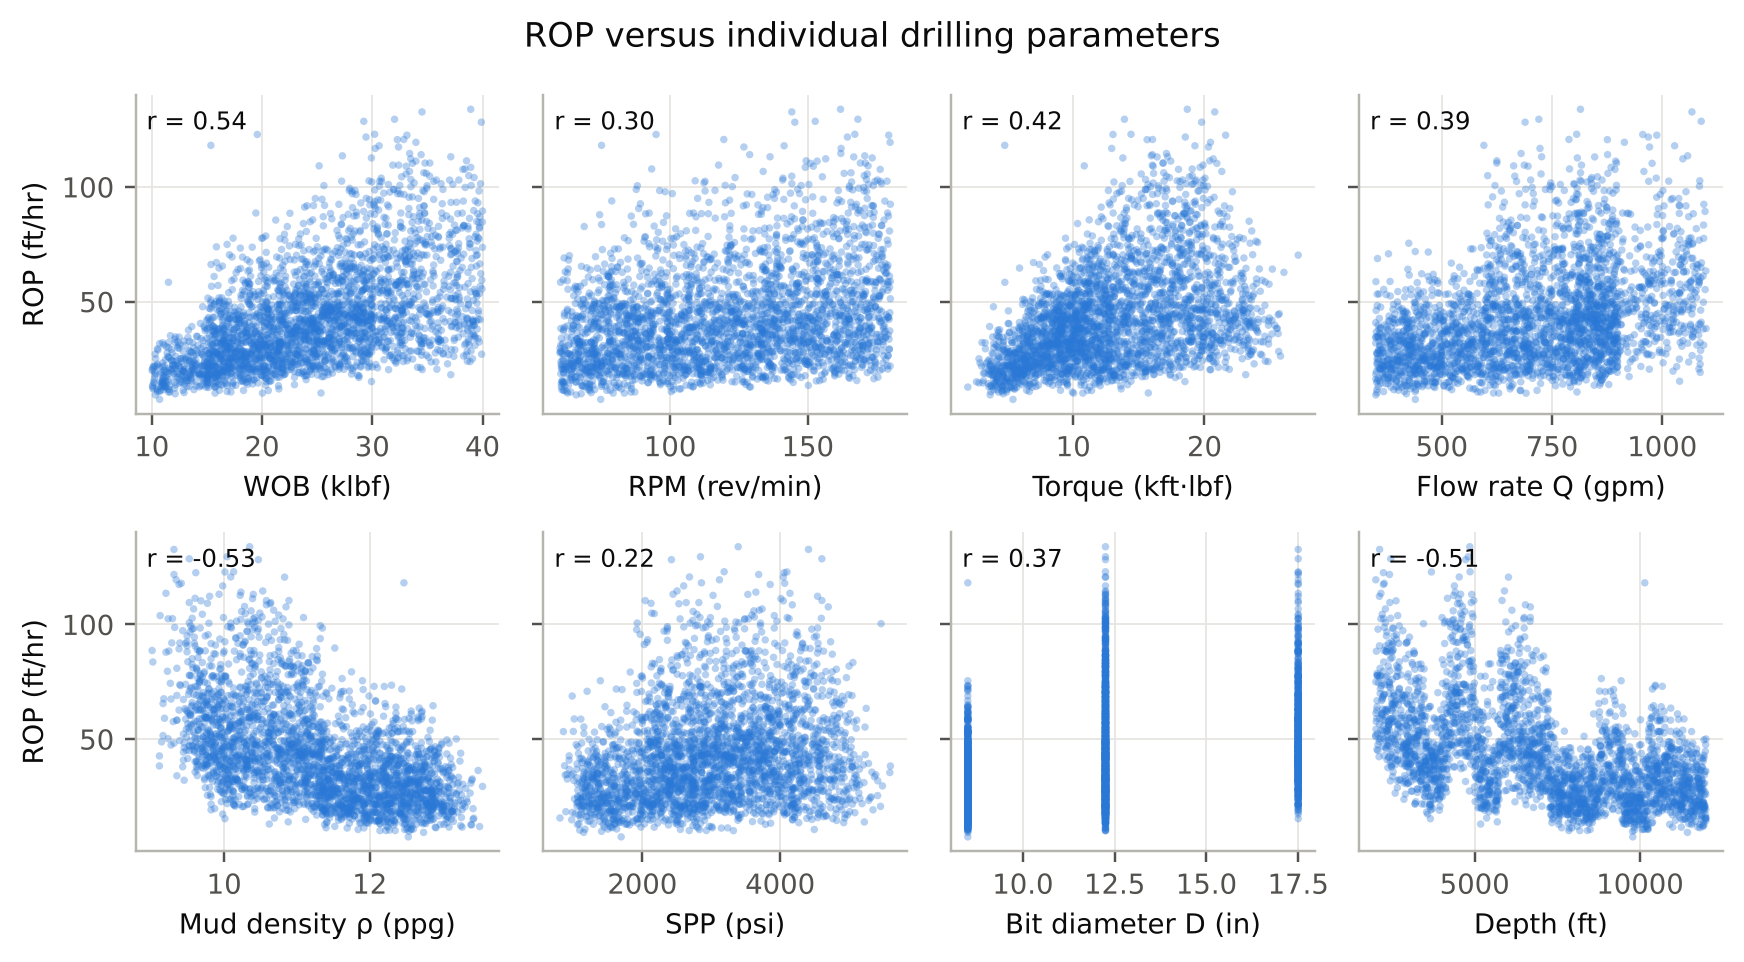 ROP versus individual drilling parameters
r = 0.54
r = 0.30
r = 0.42
r = 0.39
ROP (ft/hr)
100
50
10 20 30 40
100 150
10 20
500 750 1000
WOB (klbf)
RPM (rev/min)
Torque (kft·lbf)
Flow rate Q (gpm)
r = -0.53
r = 0.22
r = 0.37
r = -0.51
ROP (ft/hr)
100
50
10 12
2000 4000
10.0 12.5 15.0 17.5
5000 10000
Mud density ρ (ppg)
SPP (psi)
Bit diameter D (in)
Depth (ft)